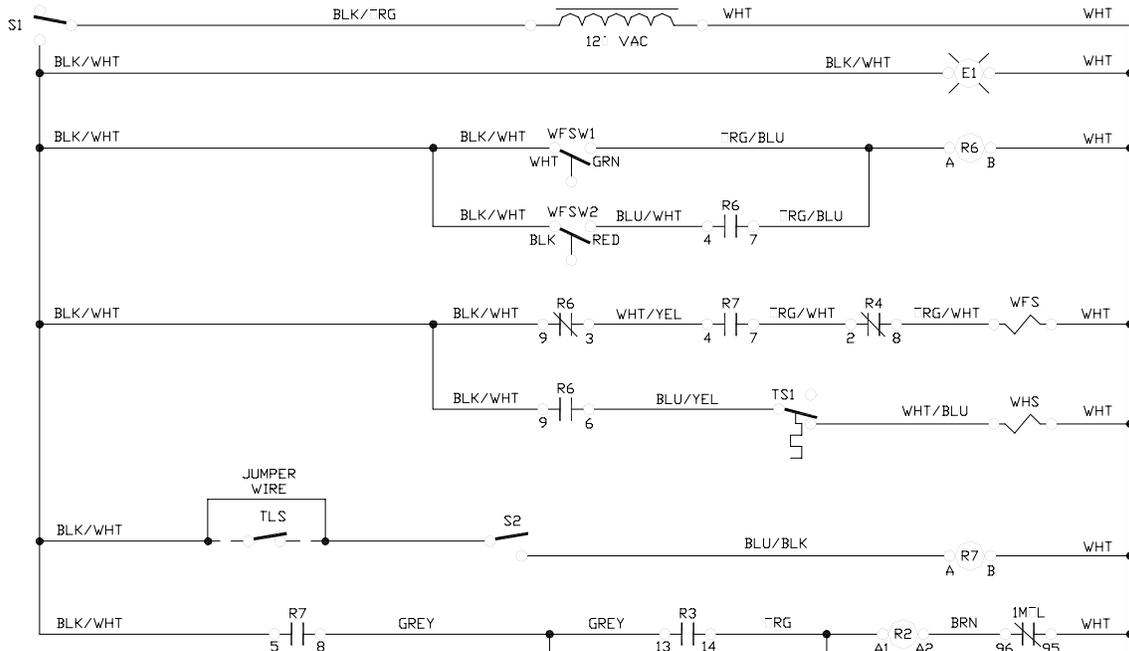 S1
BLK/ORG
120 VAC
WHT
WHT
BLK/WHT
BLK/WHT
E1
WHT
BLK/WHT
BLK/WHT
WFSW1
WHT
GRN
ORG/BLU
R6
A
B
WHT
BLK/WHT
WFSW2
BLK
RED
BLU/WHT
R6
4
7
ORG/BLU
BLK/WHT
BLK/WHT
R6
9
3
WHT/YEL
R7
4
7
ORG/WHT
R4
2
8
ORG/WHT
WFS
WHT
BLK/WHT
R6
9
6
BLU/YEL
TS1
WHT/BLU
WHS
WHT
JUMPER
WIRE
BLK/WHT
TLS
S2
BLU/BLK
R7
A
B
WHT
BLK/WHT
R7
5
8
GREY
GREY
R3
13
14
ORG
R2
A1
A2
BRN
1MOL
96
95
WHT